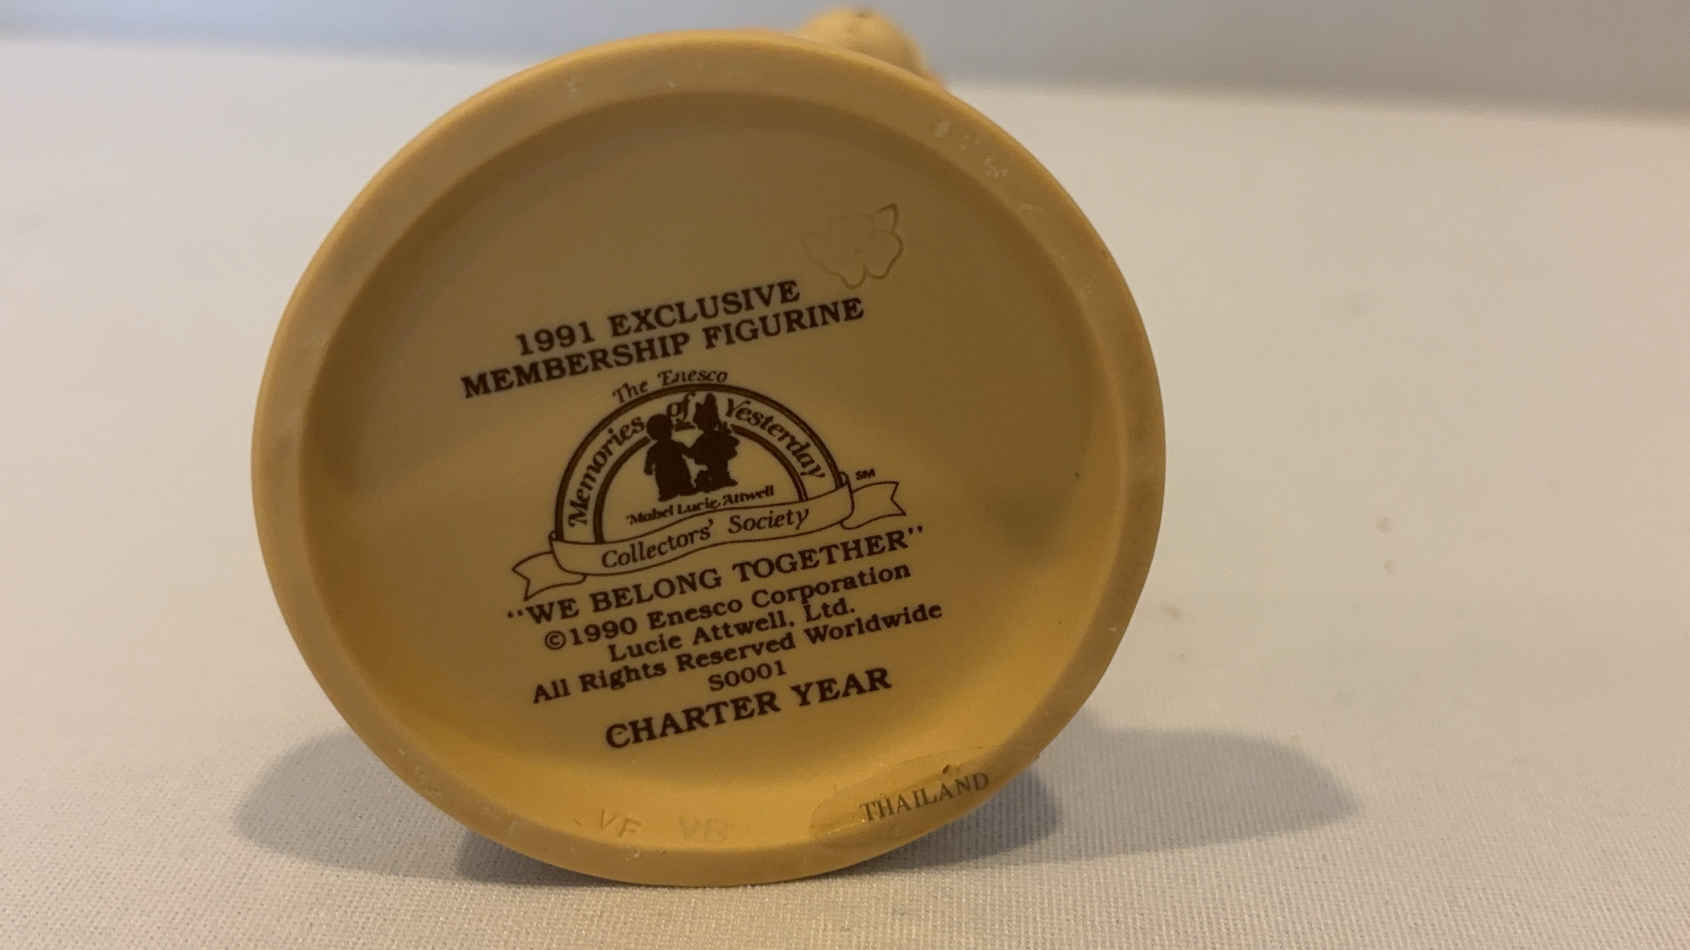 1991 EXCLUSIVE
MEMBERSHIP FIGURINE
The Enesco
Memories of Yesterday
Mabel Lucie Attwell
Collectors' Society SM
"WE BELONG TOGETHER"
©1990 Enesco Corporation
Lucie Attwell, Ltd.
All Rights Reserved Worldwide
S0001
CHARTER YEAR
THAILAND